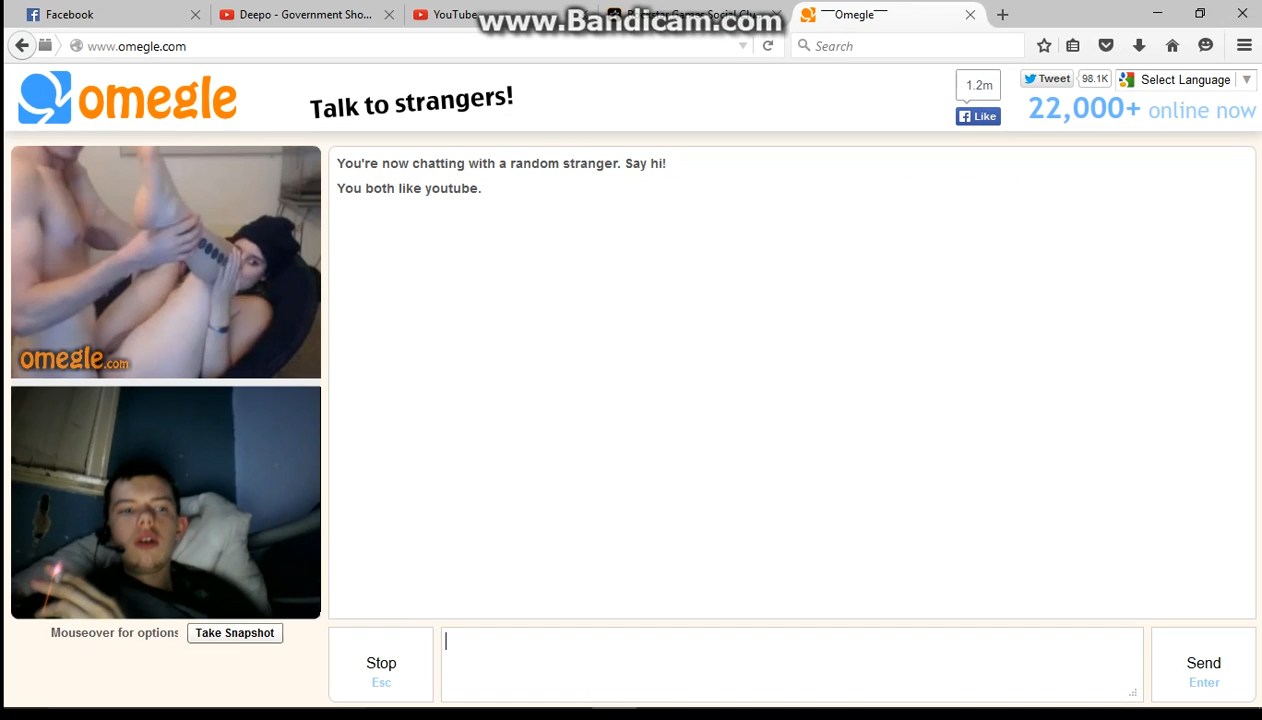 www.Bandicam.com
Facebook
Deepo - Government Sho...
YouTube
Omegle
www.omegle.com
Search
omegle
Talk to strangers!
1.2m
Like
Tweet
98.1K
Select Language
22,000+ online now
You're now chatting with a random stranger. Say hi!
You both like youtube.
omegle.com
Mouseover for options
Take Snapshot
Stop
Esc
Send
Enter